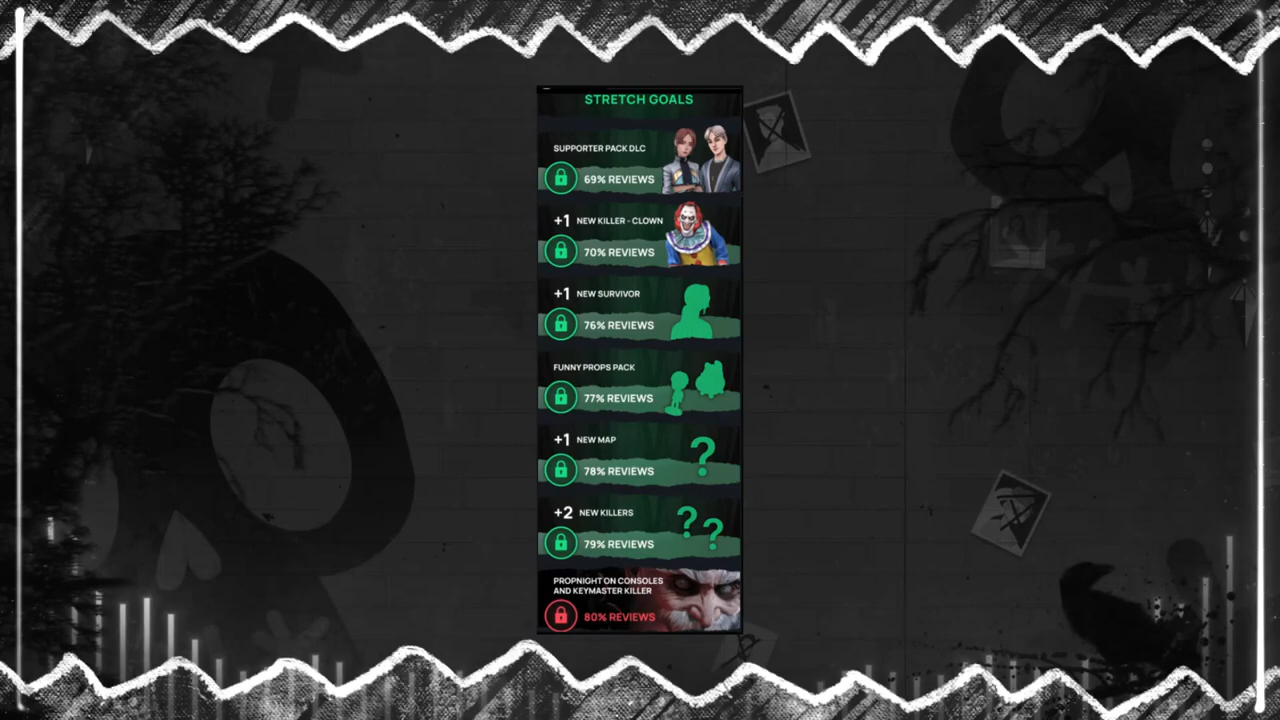 STRETCH GOALS
SUPPORTER PACK DLC
69% REVIEWS
+1 NEW KILLER - CLOWN
70% REVIEWS
+1 NEW SURVIVOR
76% REVIEWS
FUNNY PROPS PACK
77% REVIEWS
+1 NEW MAP
?
78% REVIEWS
+2 NEW KILLERS
? ?
79% REVIEWS
PROPNIGHT ON CONSOLES
AND KEYMASTER KILLER
80% REVIEWS